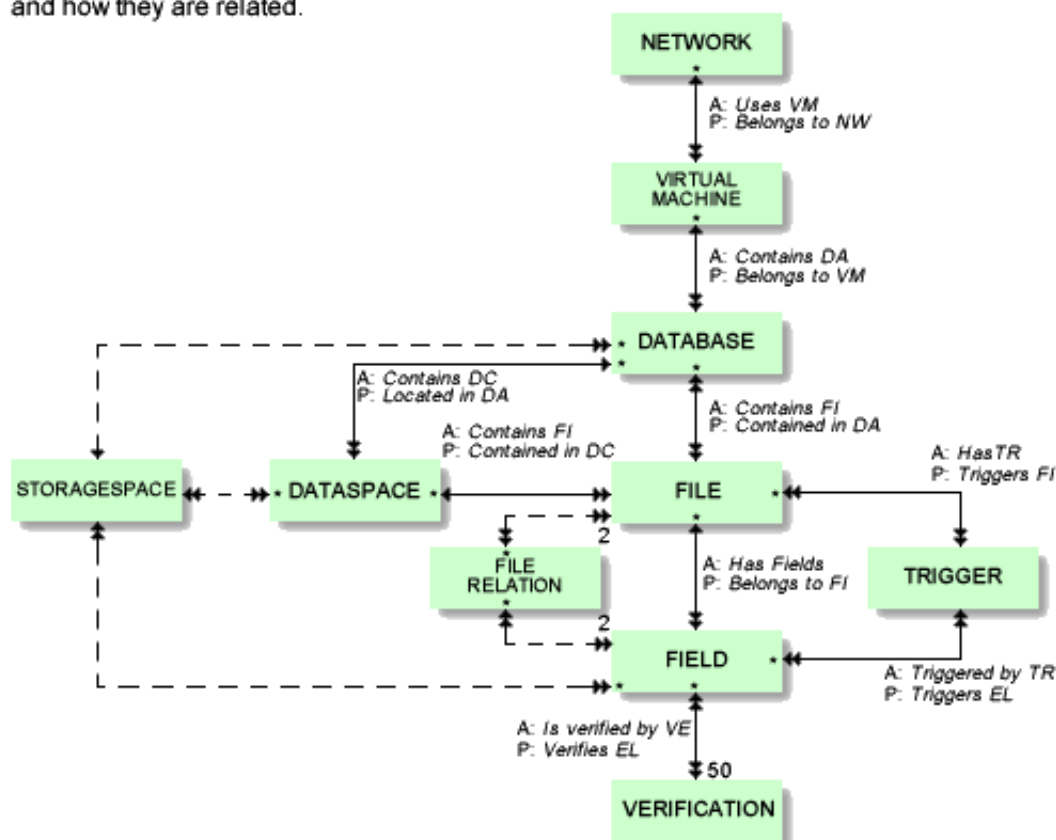 and how they are related.
NETWORK
A: Uses VM
P: Belongs to NW
VIRTUAL
MACHINE
A: Contains DA
P: Belongs to VM
DATABASE
A: Contains DC
P: Located in DA
A: Contains FI
P: Contained in DA
A: Contains FI
P: Contained in DC
A: HasTR
P: Triggers FI
STORAGESPACE
DATASPACE
FILE
2
FILE
RELATION
A: Has Fields
P: Belongs to FI
TRIGGER
2
FIELD
A: Triggered by TR
P: Triggers EL
A: Is verified by VE
P: Verifies EL
50
VERIFICATION